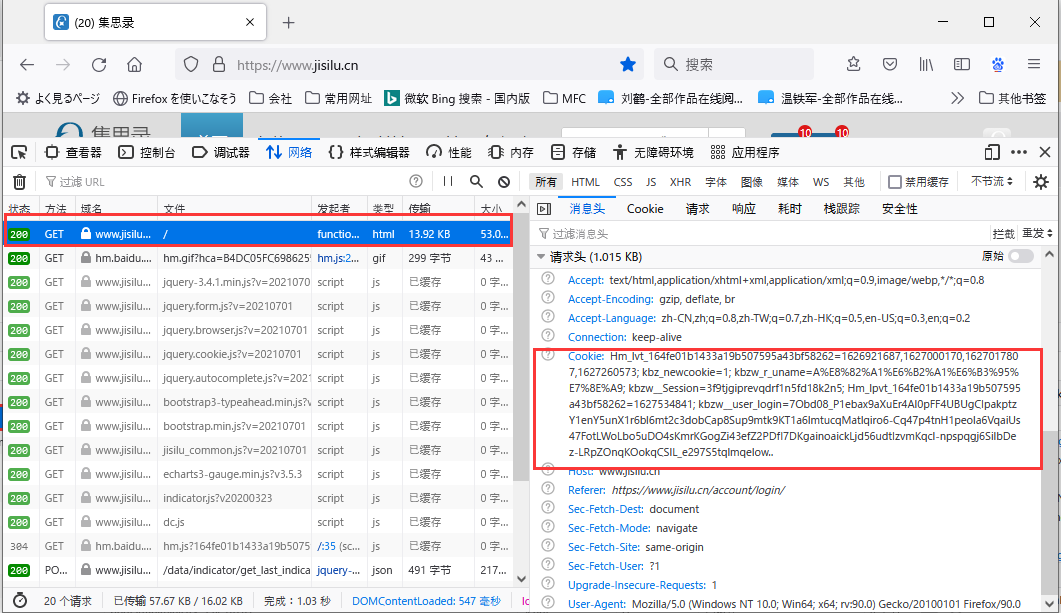 (20) 集思录
https://www.jisilu.cn
搜索
よく見るページ Firefox を使いこなそう 会社 常用网址 微软 Bing 搜索 - 国内版 MFC 刘鹤-全部作品在线阅... 温铁军-全部作品在线... 其他书签
集思录
10 10
查看器 控制台 调试器 网络 样式编辑器 性能 内存 存储 无障碍环境 应用程序
过滤 URL
所有 HTML CSS JS XHR 字体 图像 媒体 WS 其他 禁用缓存 不节流
状态 方法 域名 文件 发起者 类型 传输 大小
200 GET www.jisilu... / functio... html 13.92 KB 53.0...
200 GET hm.baidu.... hm.gif?hca=B4DC05FC698625 hm.js:2... gif 299 字节 43 ...
200 GET www.jisilu... jquery-3.4.1.min.js?v=20210701 script js 已缓存 0 字...
200 GET www.jisilu... jquery.form.js?v=20210701 script js 已缓存 0 字...
200 GET www.jisilu... jquery.browser.js?v=20210701 script js 已缓存 0 字...
200 GET www.jisilu... jquery.cookie.js?v=20210701 script js 已缓存 0 字...
200 GET www.jisilu... jquery.autocomplete.js?v=2021 script js 已缓存 0 字...
200 GET www.jisilu... bootstrap3-typeahead.min.js?v script js 已缓存 0 字...
200 GET www.jisilu... bootstrap.min.js?v=20210701 script js 已缓存 0 字...
200 GET www.jisilu... jisilu_common.js?v=20210701 script js 已缓存 0 字...
200 GET www.jisilu... echarts3-gauge.min.js?v3.5.3 script js 已缓存 0 字...
200 GET www.jisilu... indicator.js?v20200323 script js 已缓存 0 字...
200 GET www.jisilu... dc.js script js 已缓存 0 字...
304 GET hm.baidu.... hm.js?164fe01b1433a19b5075 /:35 (sc... js 已缓存 0 字...
200 PO... www.jisilu... /data/indicator/get_last_indica jquery-... json 491 字节 217...
20 个请求 已传输 57.67 KB / 16.02 KB 完成：1.03 秒 DOMContentLoaded: 547 毫秒
消息头 Cookie 请求 响应 耗时 栈跟踪 安全性
过滤消息头 拦截 重发
请求头 (1.015 KB) 原始
Accept: text/html,application/xhtml+xml,application/xml;q=0.9,image/webp,*/*;q=0.8
Accept-Encoding: gzip, deflate, br
Accept-Language: zh-CN,zh;q=0.8,zh-TW;q=0.7,zh-HK;q=0.5,en-US;q=0.3,en;q=0.2
Connection: keep-alive
Cookie: Hm_lvt_164fe01b1433a19b507595a43bf58262=1626921687,1627000170,162701780
7,1627260573; kbz_newcookie=1; kbzw_r_uname=A%E8%82%A1%E6%B2%A1%E6%B3%95%
E7%8E%A9; kbzw__Session=3f9tjgiprevqdrf1n5fd18k2n5; Hm_lpvt_164fe01b1433a19b507595
a43bf58262=1627534841; kbzw__user_login=7Obd08_P1ebax9aXuEr4AI0pFF4UBUgClpakptz
Y1enY5unX1r6bI6mt2c3dobCap8Sup9mtk9KT1a6ImtucqMatlqiro6-Cq47p4tnH1peola6VqaiUs
47FotLWoLbo5uDO4sKmrKGogZi43efZ2PDfl7DKgainoaickLjd56udtIzvmKqcl-npspqgj6SilbDe
z-LRpZOnqKOokqCSlL_e297S5tqlmqelow..
Host: www.jisilu.cn
Referer: https://www.jisilu.cn/account/login/
Sec-Fetch-Dest: document
Sec-Fetch-Mode: navigate
Sec-Fetch-Site: same-origin
Sec-Fetch-User: ?1
Upgrade-Insecure-Requests: 1
User-Agent: Mozilla/5.0 (Windows NT 10.0; Win64; x64; rv:90.0) Gecko/20100101 Firefox/90.0